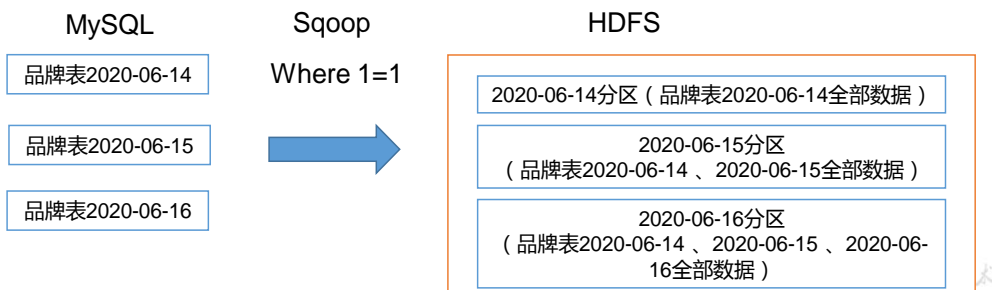 MySQL
Sqoop
HDFS
品牌表2020-06-14
Where 1=1
2020-06-14分区（品牌表2020-06-14全部数据）
品牌表2020-06-15
2020-06-15分区
（品牌表2020-06-14 、2020-06-15全部数据）
品牌表2020-06-16
2020-06-16分区
（品牌表2020-06-14 、2020-06-15 、2020-06-
16全部数据）